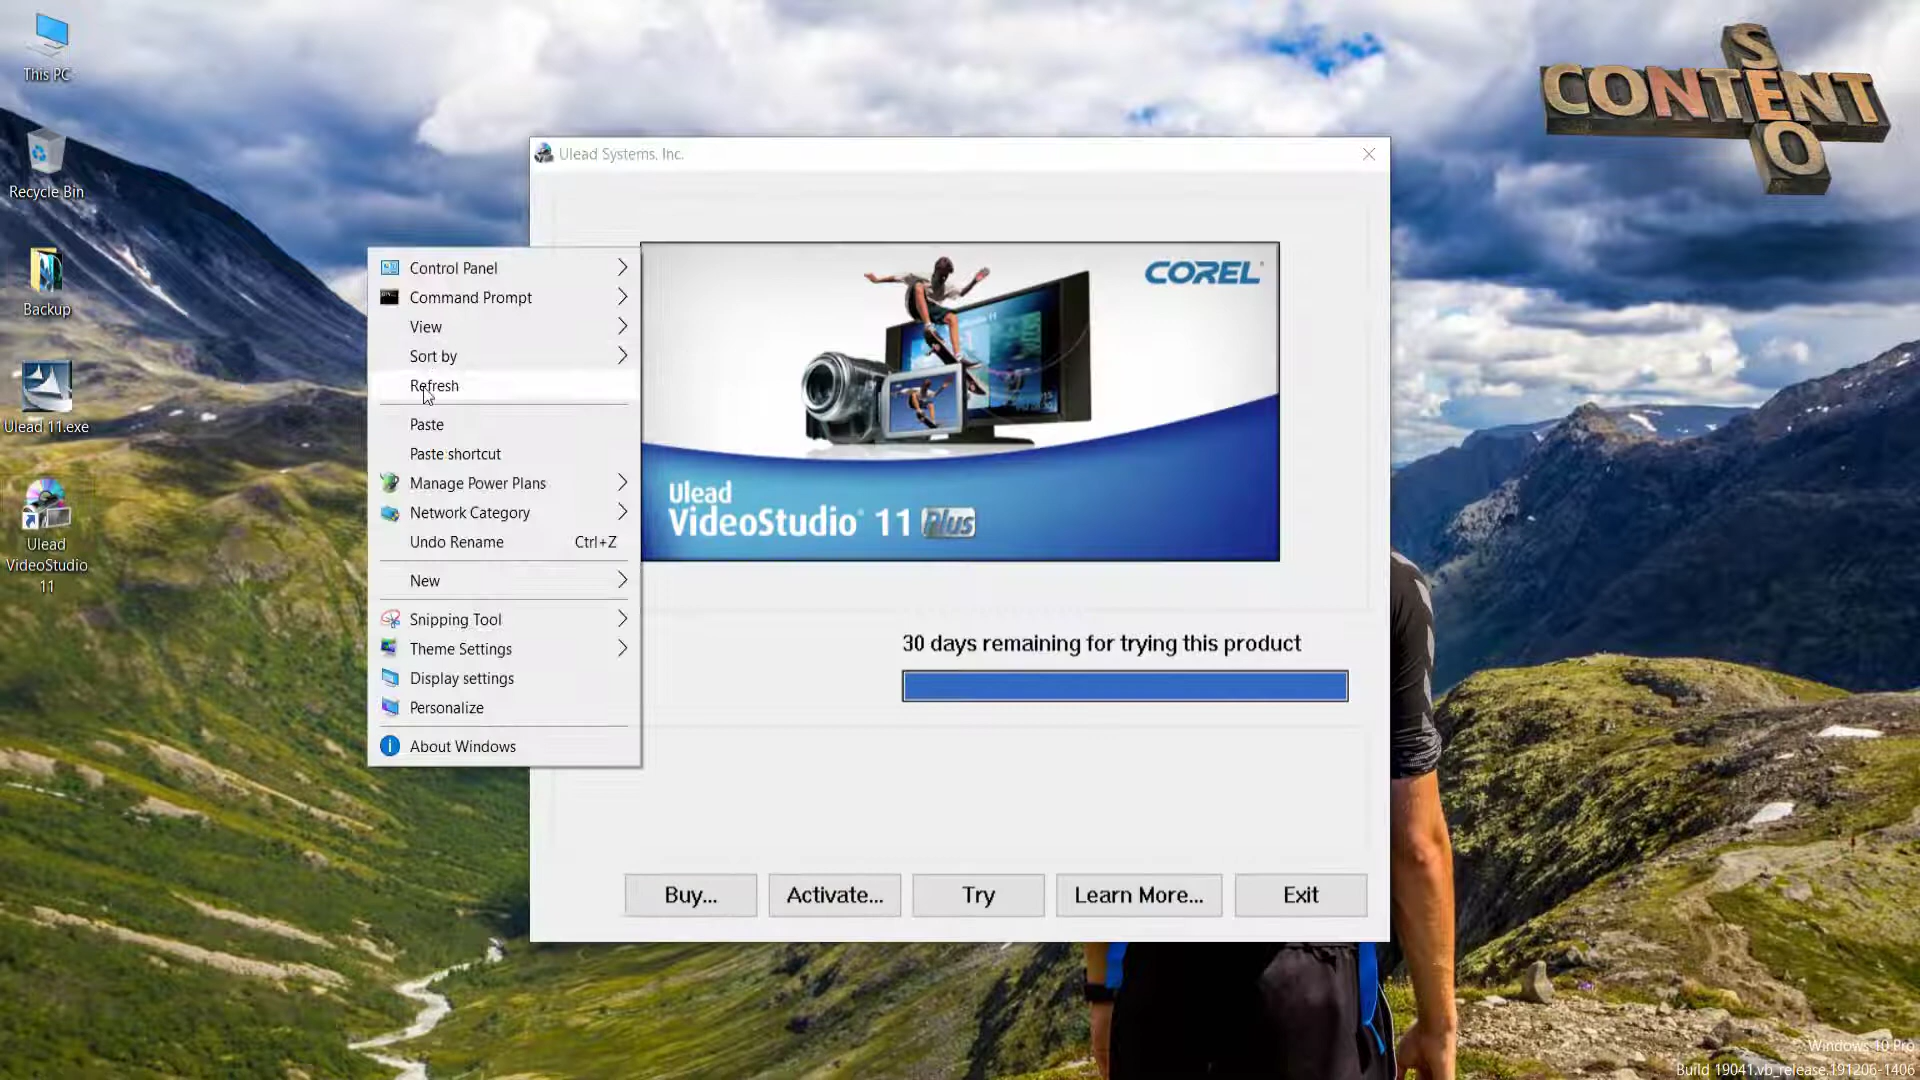 This PC
Recycle Bin
Backup
Ulead 11.exe
Ulead
VideoStudio
11
CONTENT
SEO
Ulead Systems, Inc.
Control Panel
Command Prompt
View
Sort by
Refresh
Paste
Paste shortcut
Manage Power Plans
Network Category
Undo Rename Ctrl+Z
New
Snipping Tool
Theme Settings
Display settings
Personalize
About Windows
COREL®
Ulead
VideoStudio® 11 Plus
30 days remaining for trying this product
Buy...
Activate...
Try
Learn More...
Exit
Windows 10 Pro
Build 19041.vb_release.191206-1406